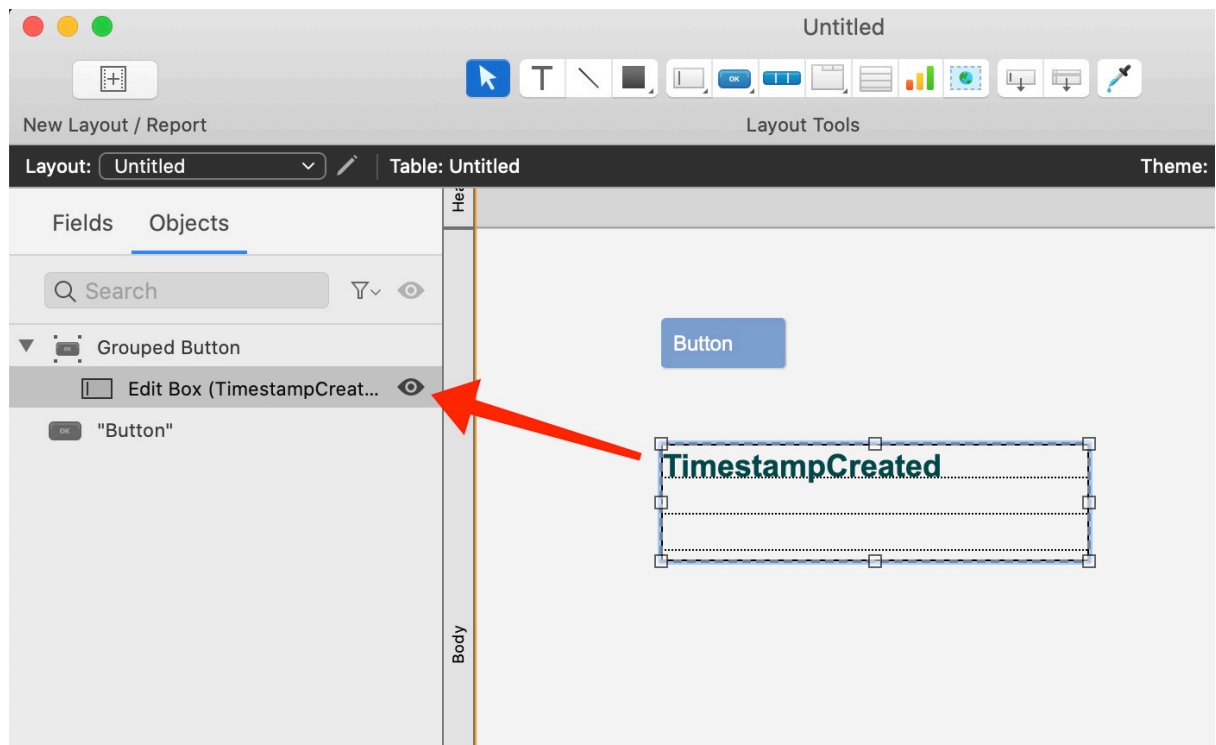 Untitled
OK
New Layout / Report
Layout Tools
Layout: Untitled
Table: Untitled
Theme:
Hea
Fields Objects
Search
Grouped Button
Edit Box (TimestampCreat...
"Button"
Button
TimestampCreated
Body